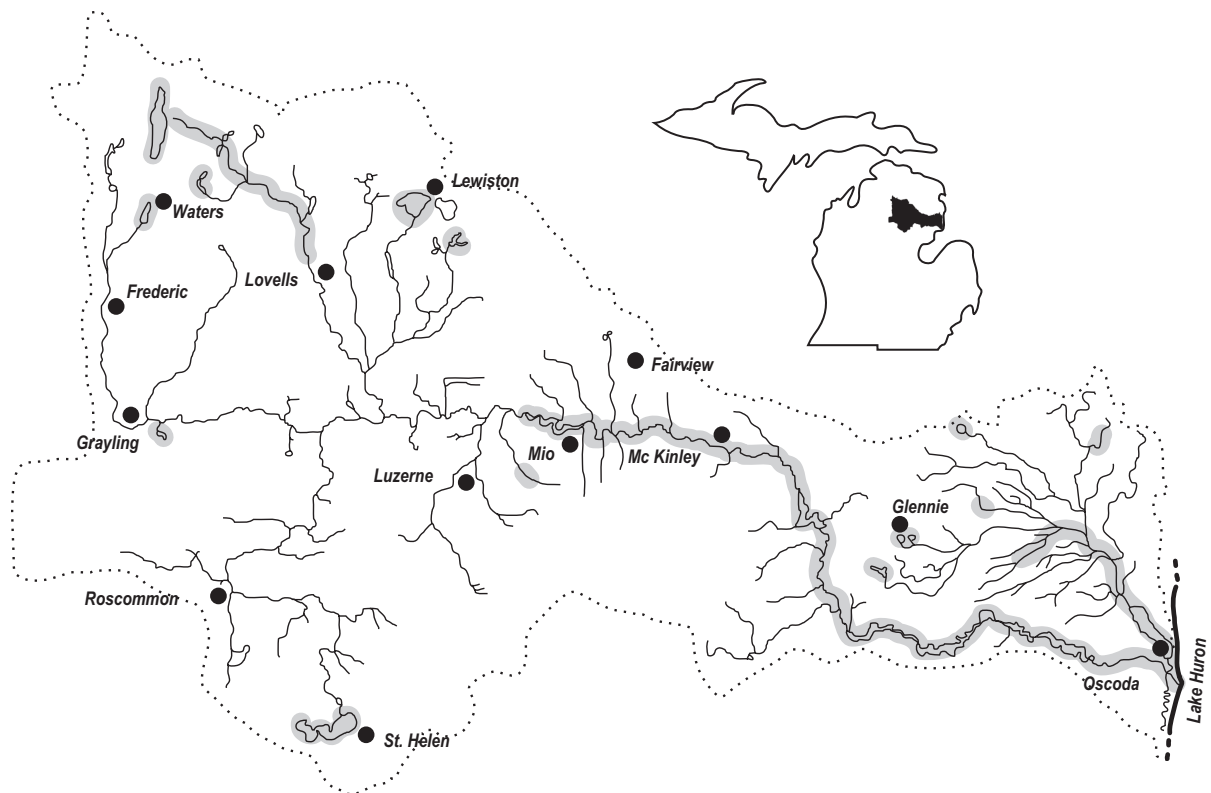 Lewiston
Waters
Lovells
Frederic
Fairview
Grayling
Mio
Mc Kinley
Luzerne
Glennie
Roscommon
Oscoda
Lake Huron
St. Helen